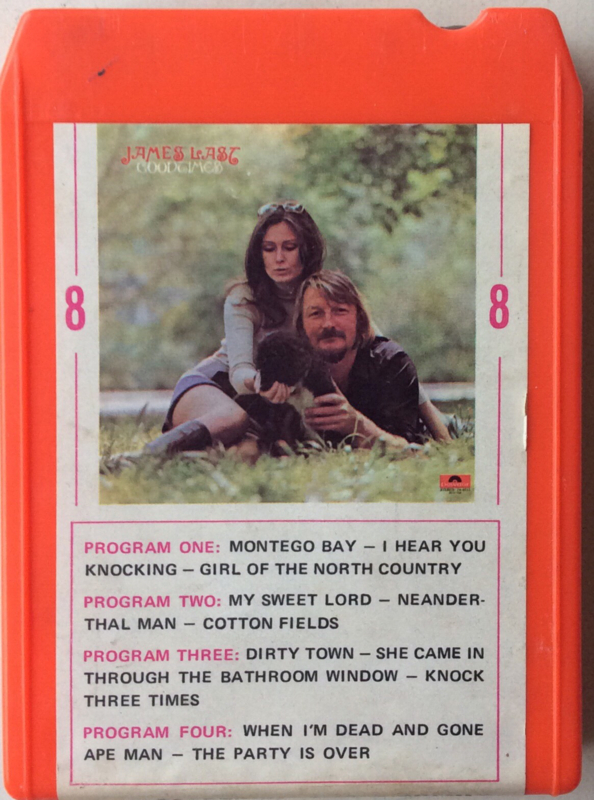 JAMES LAST
GOODTIMES
8
8
PROGRAM ONE: MONTEGO BAY – I HEAR YOU
KNOCKING – GIRL OF THE NORTH COUNTRY
PROGRAM TWO: MY SWEET LORD – NEANDER-
THAL MAN – COTTON FIELDS
PROGRAM THREE: DIRTY TOWN – SHE CAME IN
THROUGH THE BATHROOM WINDOW – KNOCK
THREE TIMES
PROGRAM FOUR: WHEN I'M DEAD AND GONE
APE MAN – THE PARTY IS OVER